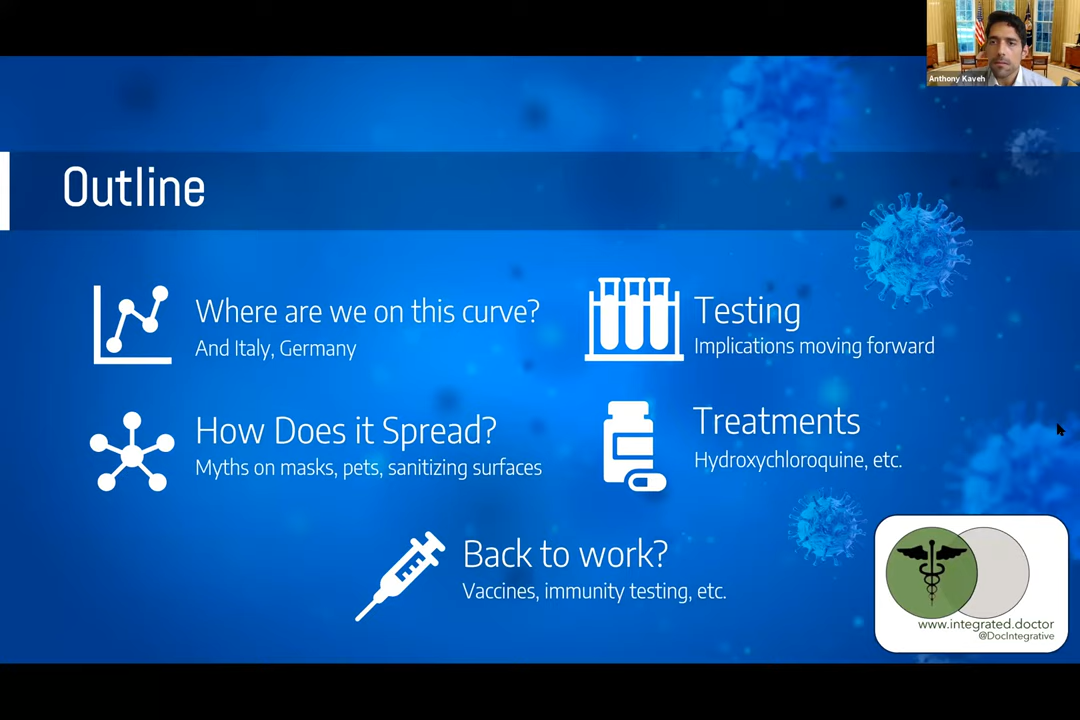 Anthony Kaveh
Outline
Where are we on this curve?
And Italy, Germany
Testing
Implications moving forward
How Does it Spread?
Myths on masks, pets, sanitizing surfaces
Treatments
Hydroxychloroquine, etc.
Back to work?
Vaccines, immunity testing, etc.
www.integrated.doctor
@DocIntegrative